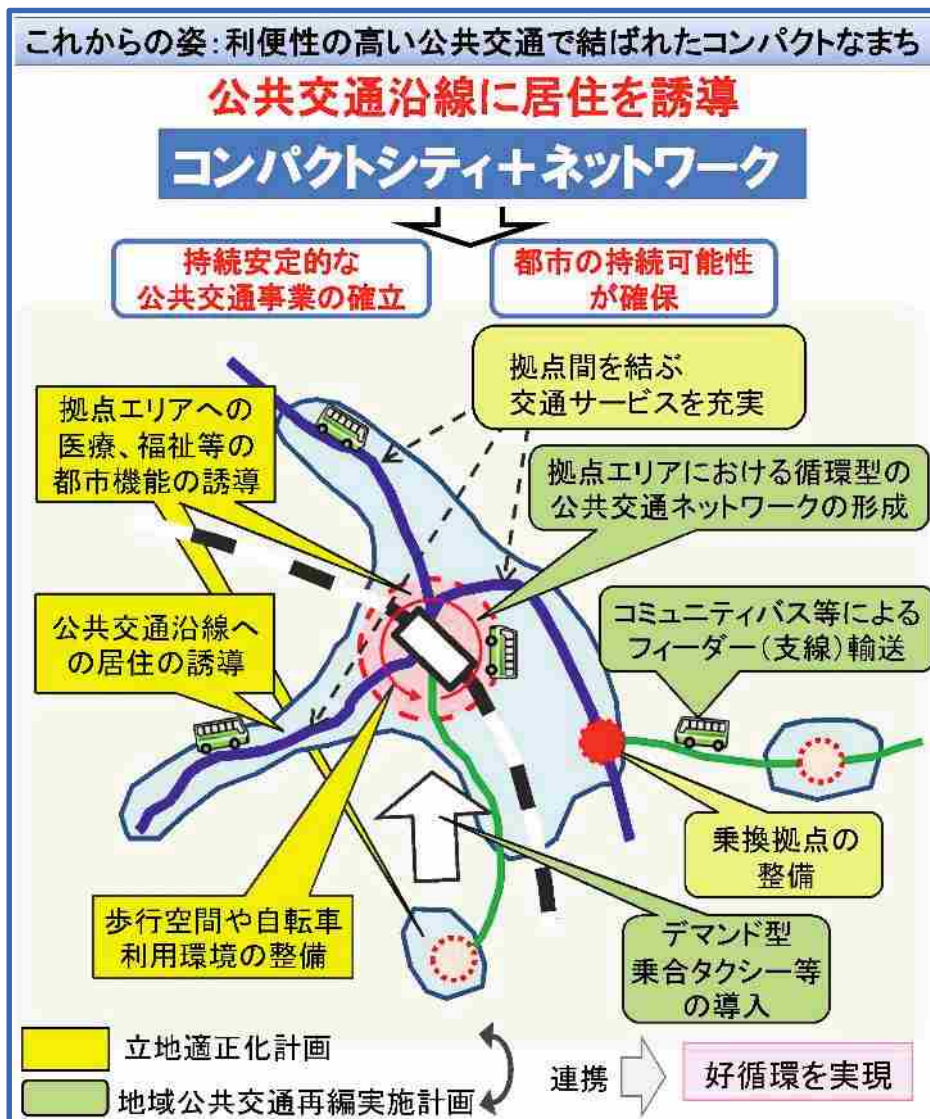 これからの姿：利便性の高い公共交通で結ばれたコンパクトなまち
公共交通沿線に居住を誘導
コンパクトシティ＋ネットワーク
持続安定的な
公共交通事業の確立
都市の持続可能性
が確保
拠点間を結ぶ
交通サービスを充実
拠点エリアへの
医療、福祉等の
都市機能の誘導
拠点エリアにおける循環型の
公共交通ネットワークの形成
公共交通沿線へ
の居住の誘導
コミュニティバス等による
フィーダー（支線）輸送
乗換拠点の
整備
歩行空間や自転車
利用環境の整備
デマンド型
乗合タクシー等
の導入
立地適正化計画
地域公共交通再編実施計画
連携
好循環を実現